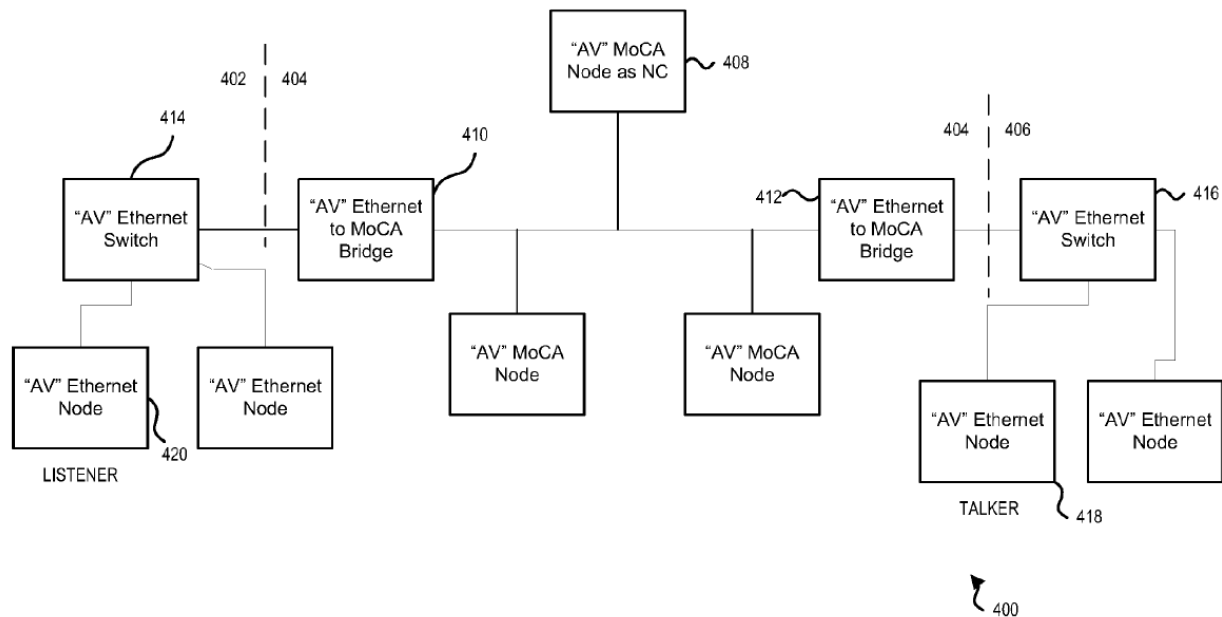 "AV" MoCA
Node as NC
408
402
404
414
410
404
406
412
416
"AV" Ethernet
Switch
"AV" Ethernet
to MoCA
Bridge
"AV" Ethernet
to MoCA
Bridge
"AV" Ethernet
Switch
"AV" Ethernet
Node
"AV" Ethernet
Node
"AV" MoCA
Node
"AV" MoCA
Node
"AV" Ethernet
Node
"AV" Ethernet
Node
420
LISTENER
TALKER
418
400